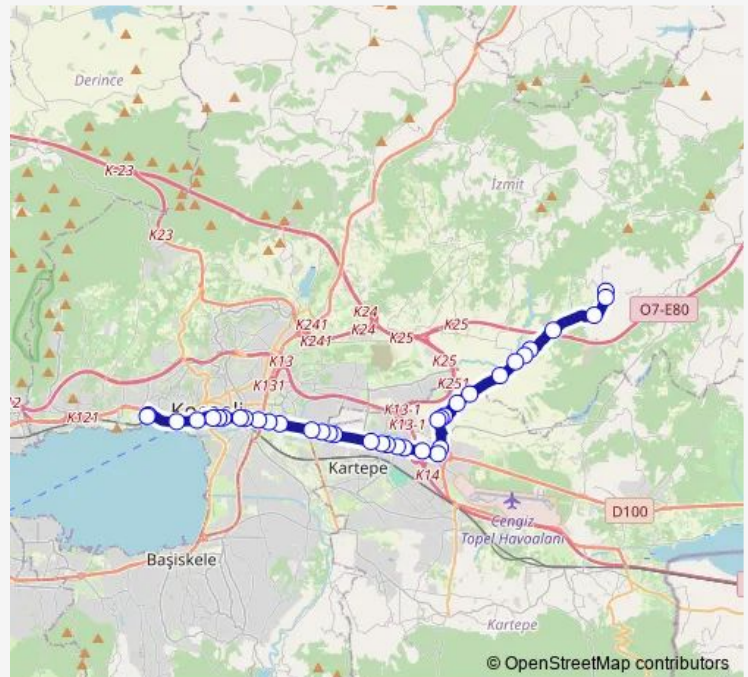 Derince
K-23
İzmit
K23
O7-E80
K24
K241
K24
K25
K241
K25
K13
K25
K131
K251
K13-1
K121
K13-1
Kartepe
K14
D100
Cengiz
Topel Havaalanı
Başiskele
Kartepe
© OpenStreetMap contributors